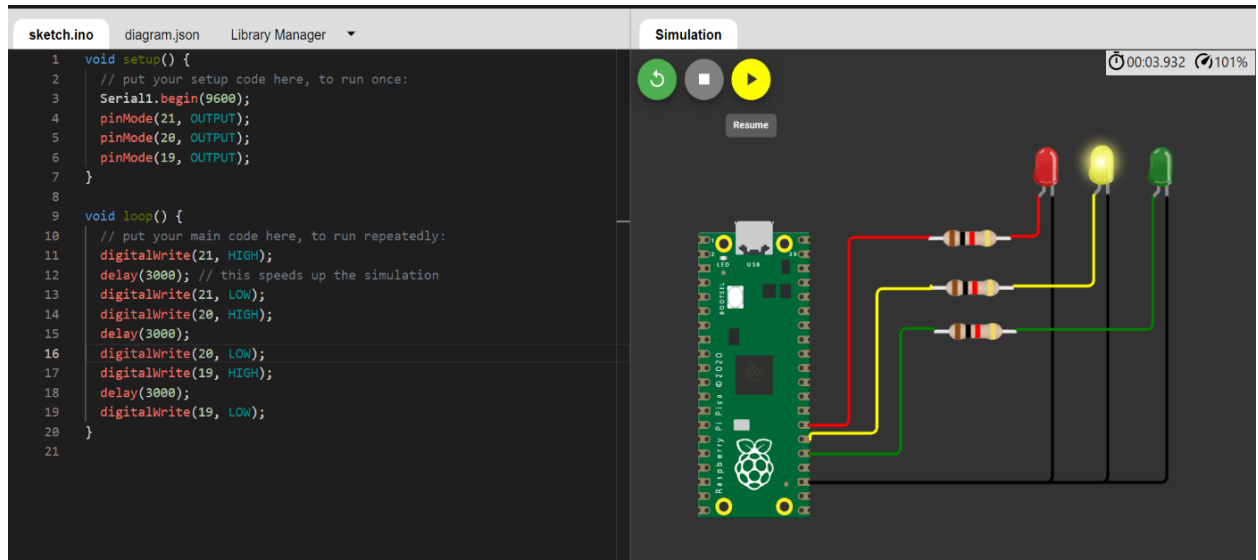 sketch.ino diagram.json Library Manager
Simulation
1 void setup() {
2 // put your setup code here, to run once:
3 Serial1.begin(9600);
4 pinMode(21, OUTPUT);
5 pinMode(20, OUTPUT);
6 pinMode(19, OUTPUT);
7 }
8
9 void loop() {
10 // put your main code here, to run repeatedly:
11 digitalWrite(21, HIGH);
12 delay(3000); // this speeds up the simulation
13 digitalWrite(21, LOW);
14 digitalWrite(20, HIGH);
15 delay(3000);
16 digitalWrite(20, LOW);
17 digitalWrite(19, HIGH);
18 delay(3000);
19 digitalWrite(19, LOW);
20 }
21
00:03.932 101%
Resume
1
2
39
LED
USB
BOOTSEL
Raspberry Pi Pico © 2020